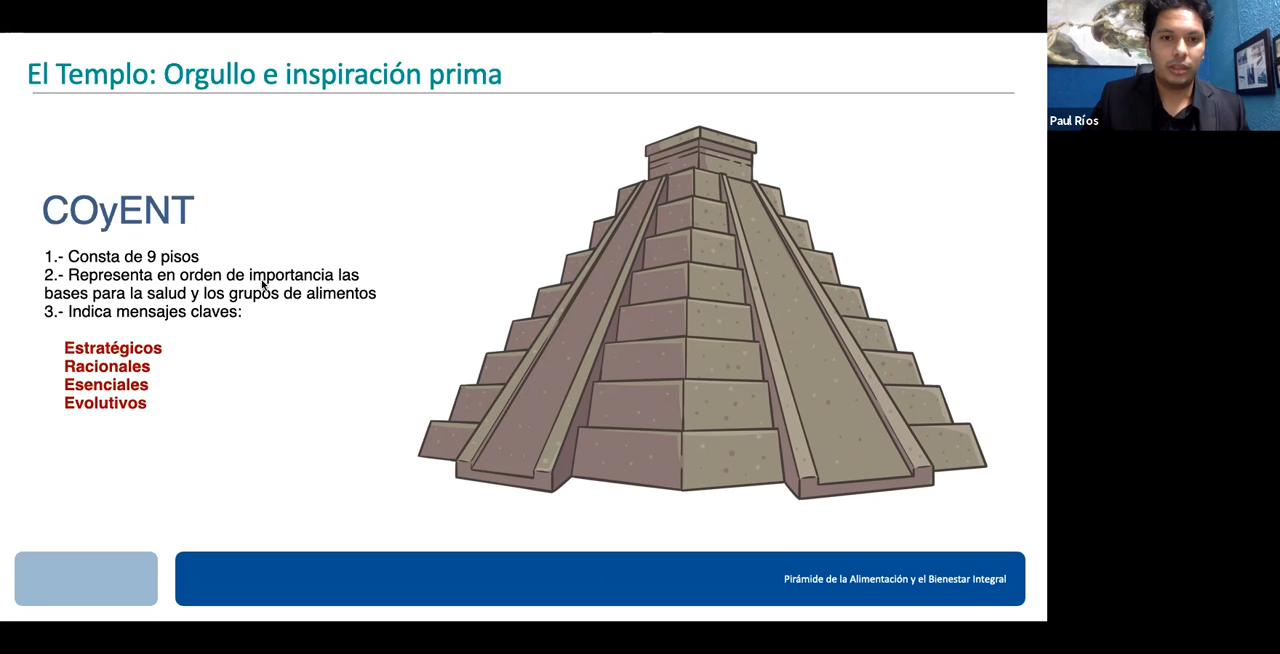 El Templo: Orgullo e inspiración prima
Paul Ríos
COyENT
1.- Consta de 9 pisos
2.- Representa en orden de importancia las
bases para la salud y los grupos de alimentos
3.- Indica mensajes claves:
Estratégicos
Racionales
Esenciales
Evolutivos
Pirámide de la Alimentación y el Bienestar Integral